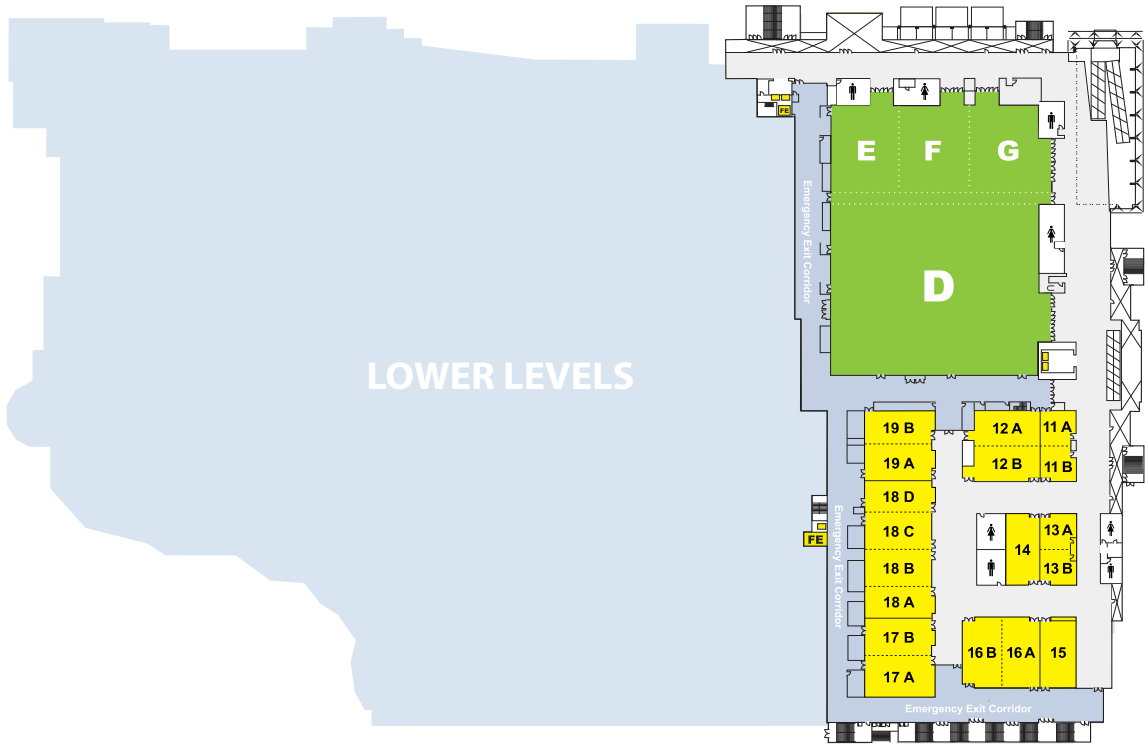 FE
E F G
Emergency Exit Corridor
D
LOWER LEVELS
19 B
12 A
11 A
19 A
12 B
11 B
18 D
Emergency Exit Corridor
18 C
13 A
FE
14
18 B
13 B
18 A
17 B
16 B
16 A
15
17 A
Emergency Exit Corridor